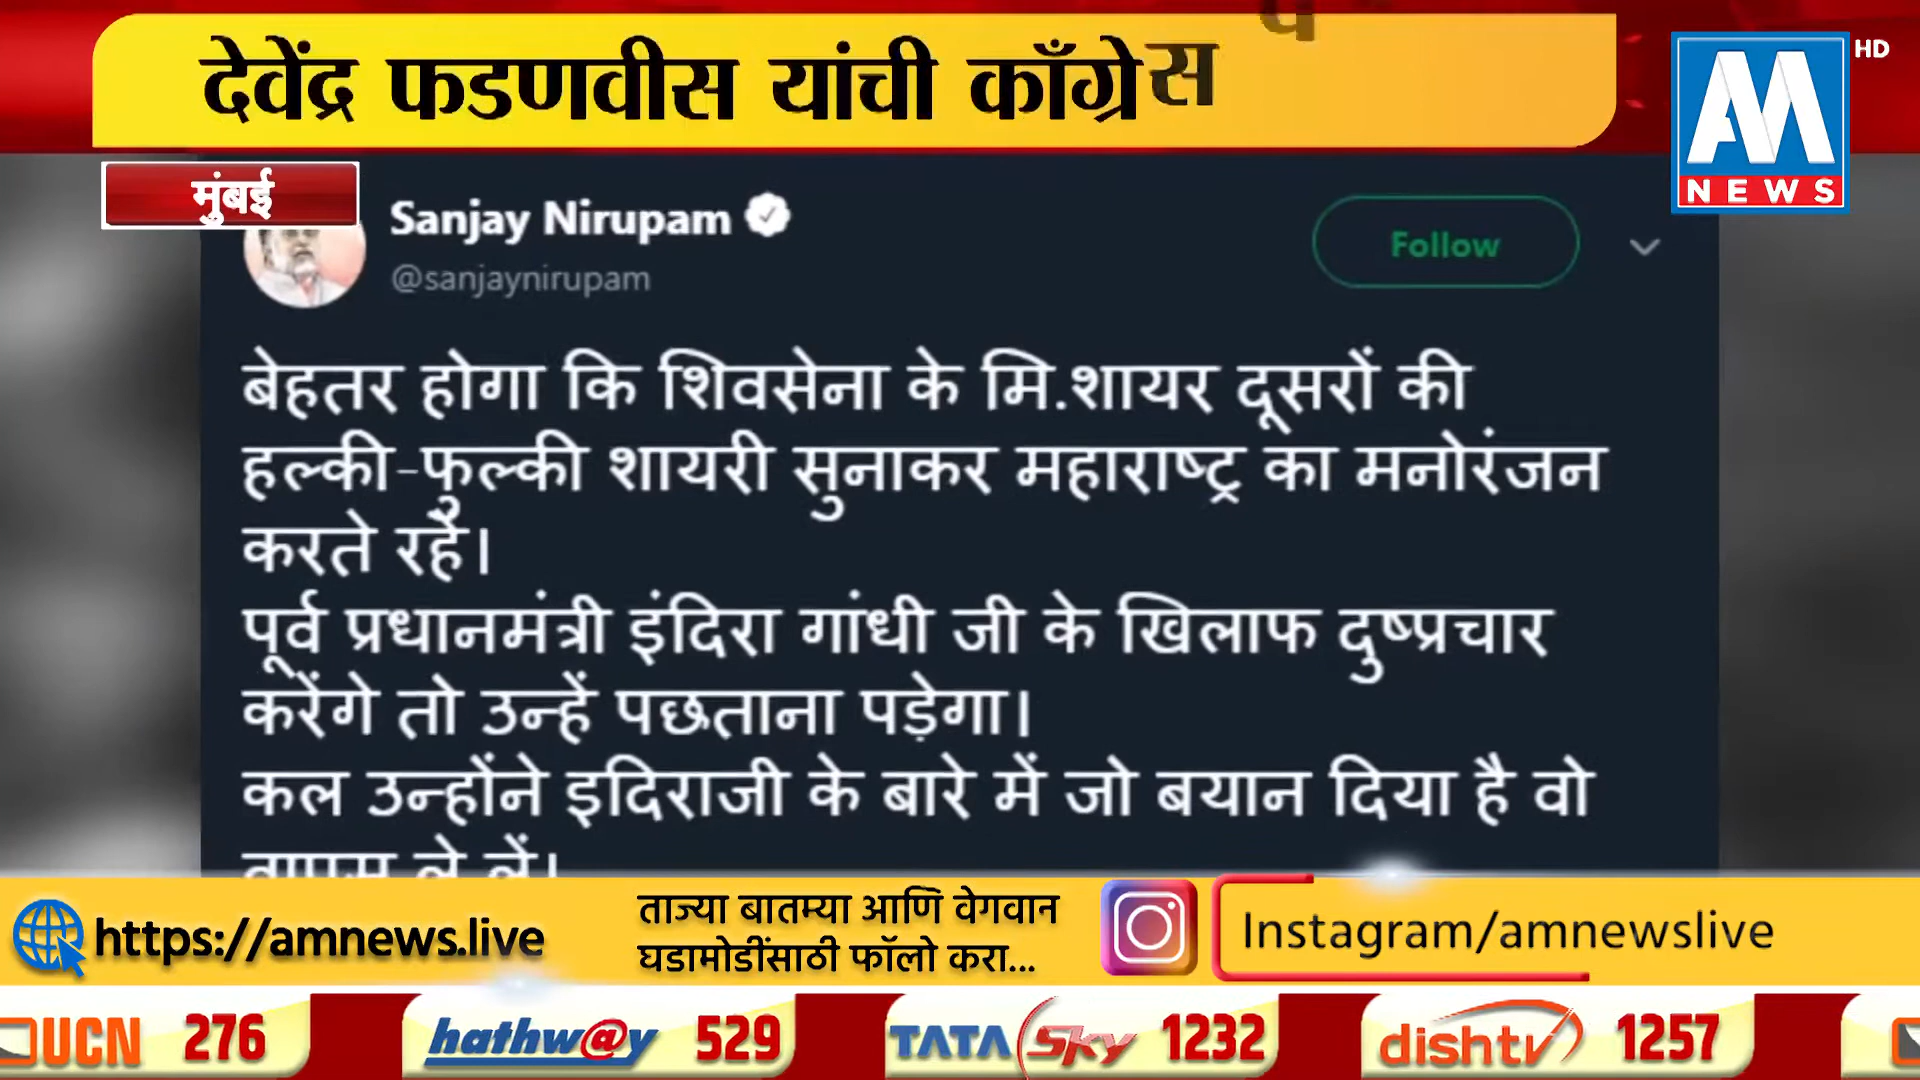 देवेंद्र फडणवीस यांची काँग्रेस
HD
AM
NEWS
मुंबई
Sanjay Nirupam
@sanjaynirupam
Follow
बेहतर होगा कि शिवसेना के मि.शायर दूसरों की
हल्की-फुल्की शायरी सुनाकर महाराष्ट्र का मनोरंजन
करते रहें।
पूर्व प्रधानमंत्री इंदिरा गांधी जी के खिलाफ दुष्प्रचार
करेंगे तो उन्हें पछताना पड़ेगा।
कल उन्होंने इदिराजी के बारे में जो बयान दिया है वो
https://amnews.live
ताज्या बातम्या आणि वेगवान
घडामोडींसाठी फॉलो करा...
Instagram/amnewslive
UCN 276
hathw@y 529
TATA Sky 1232
dishtv 1257